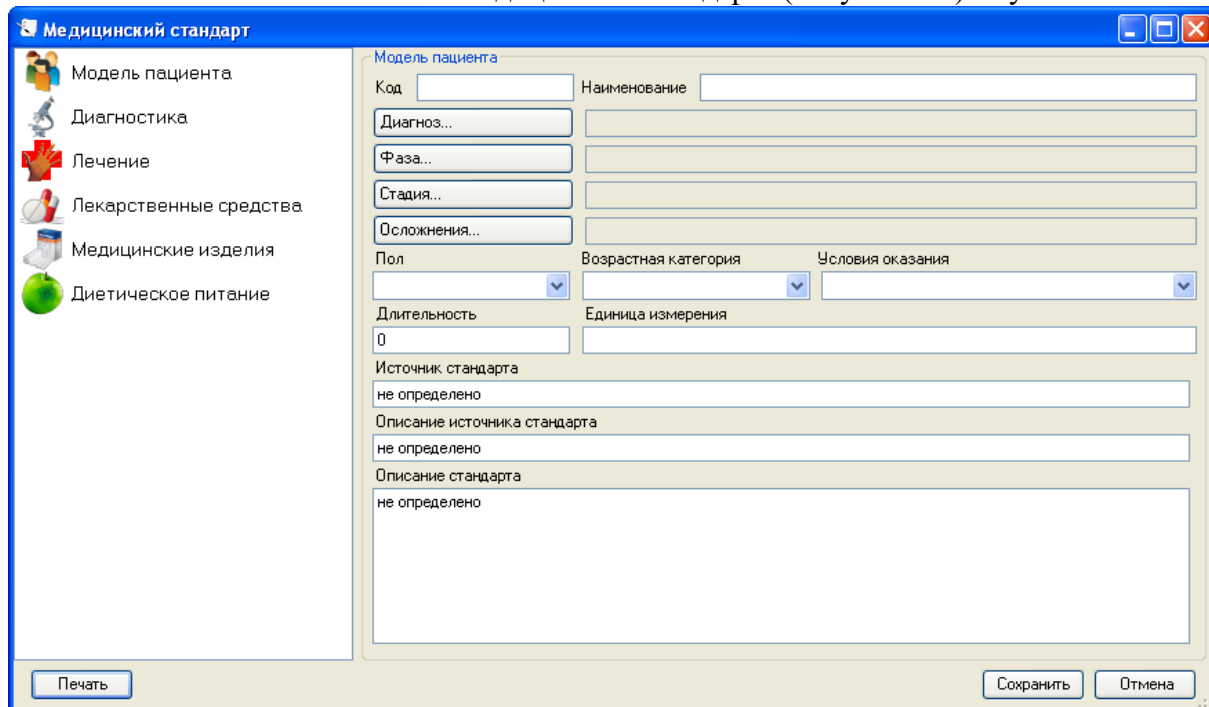 Медицинский стандарт
Модель пациента
Диагностика
Лечение
Лекарственные средства
Медицинские изделия
Диетическое питание
Модель пациента
Код Наименование
Диагноз...
Фаза...
Стадия...
Осложнения...
Пол Возрастная категория Условия оказания
Длительность Единица измерения
0
Источник стандарта
не определено
Описание источника стандарта
не определено
Описание стандарта
не определено
Печать Сохранить Отмена